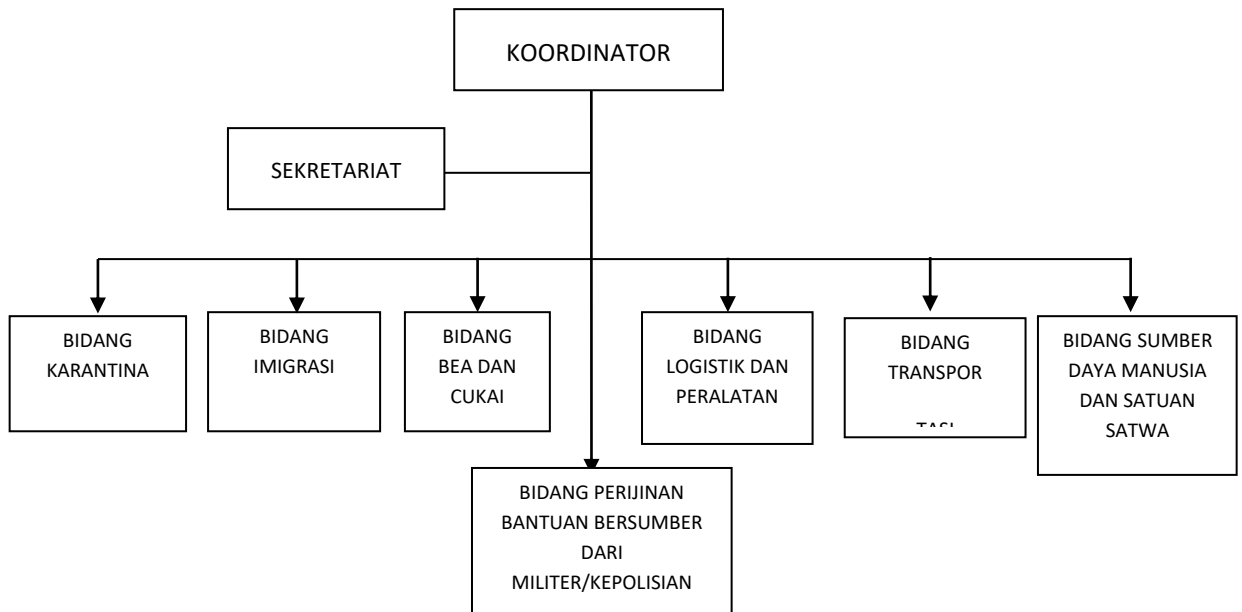 KOORDINATOR
SEKRETARIAT
BIDANG
KARANTINA
BIDANG
IMIGRASI
BIDANG
BEA DAN
CUKAI
BIDANG
LOGISTIK DAN
PERALATAN
BIDANG
TRANSPOR
TASI
BIDANG SUMBER
DAYA MANUSIA
DAN SATUAN
SATWA
BIDANG PERIJINAN
BANTUAN BERSUMBER
DARI
MILITER/KEPOLISIAN